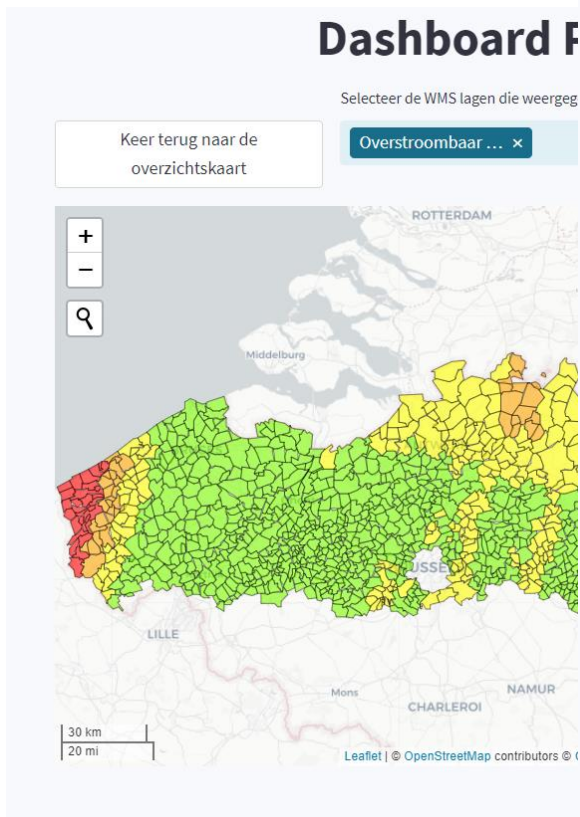 Dashboard
Selecteer de WMS lagen die weergeg
Keer terug naar de
overzichtskaart
Overstroombaar ... ×
ROTTERDAM
+
−
Middelburg
USSE
LILLE
Mons
NAMUR
CHARLEROI
30 km
20 mi
Leaflet | © OpenStreetMap contributors ©